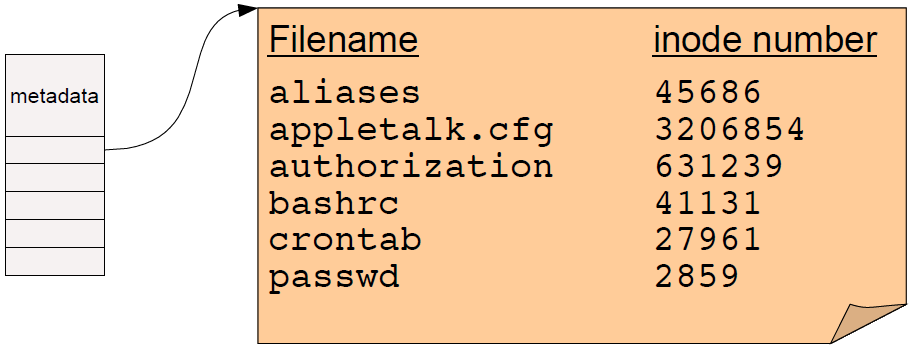 metadata
Filename inode number
aliases 45686
appletalk.cfg 3206854
authorization 631239
bashrc 41131
crontab 27961
passwd 2859